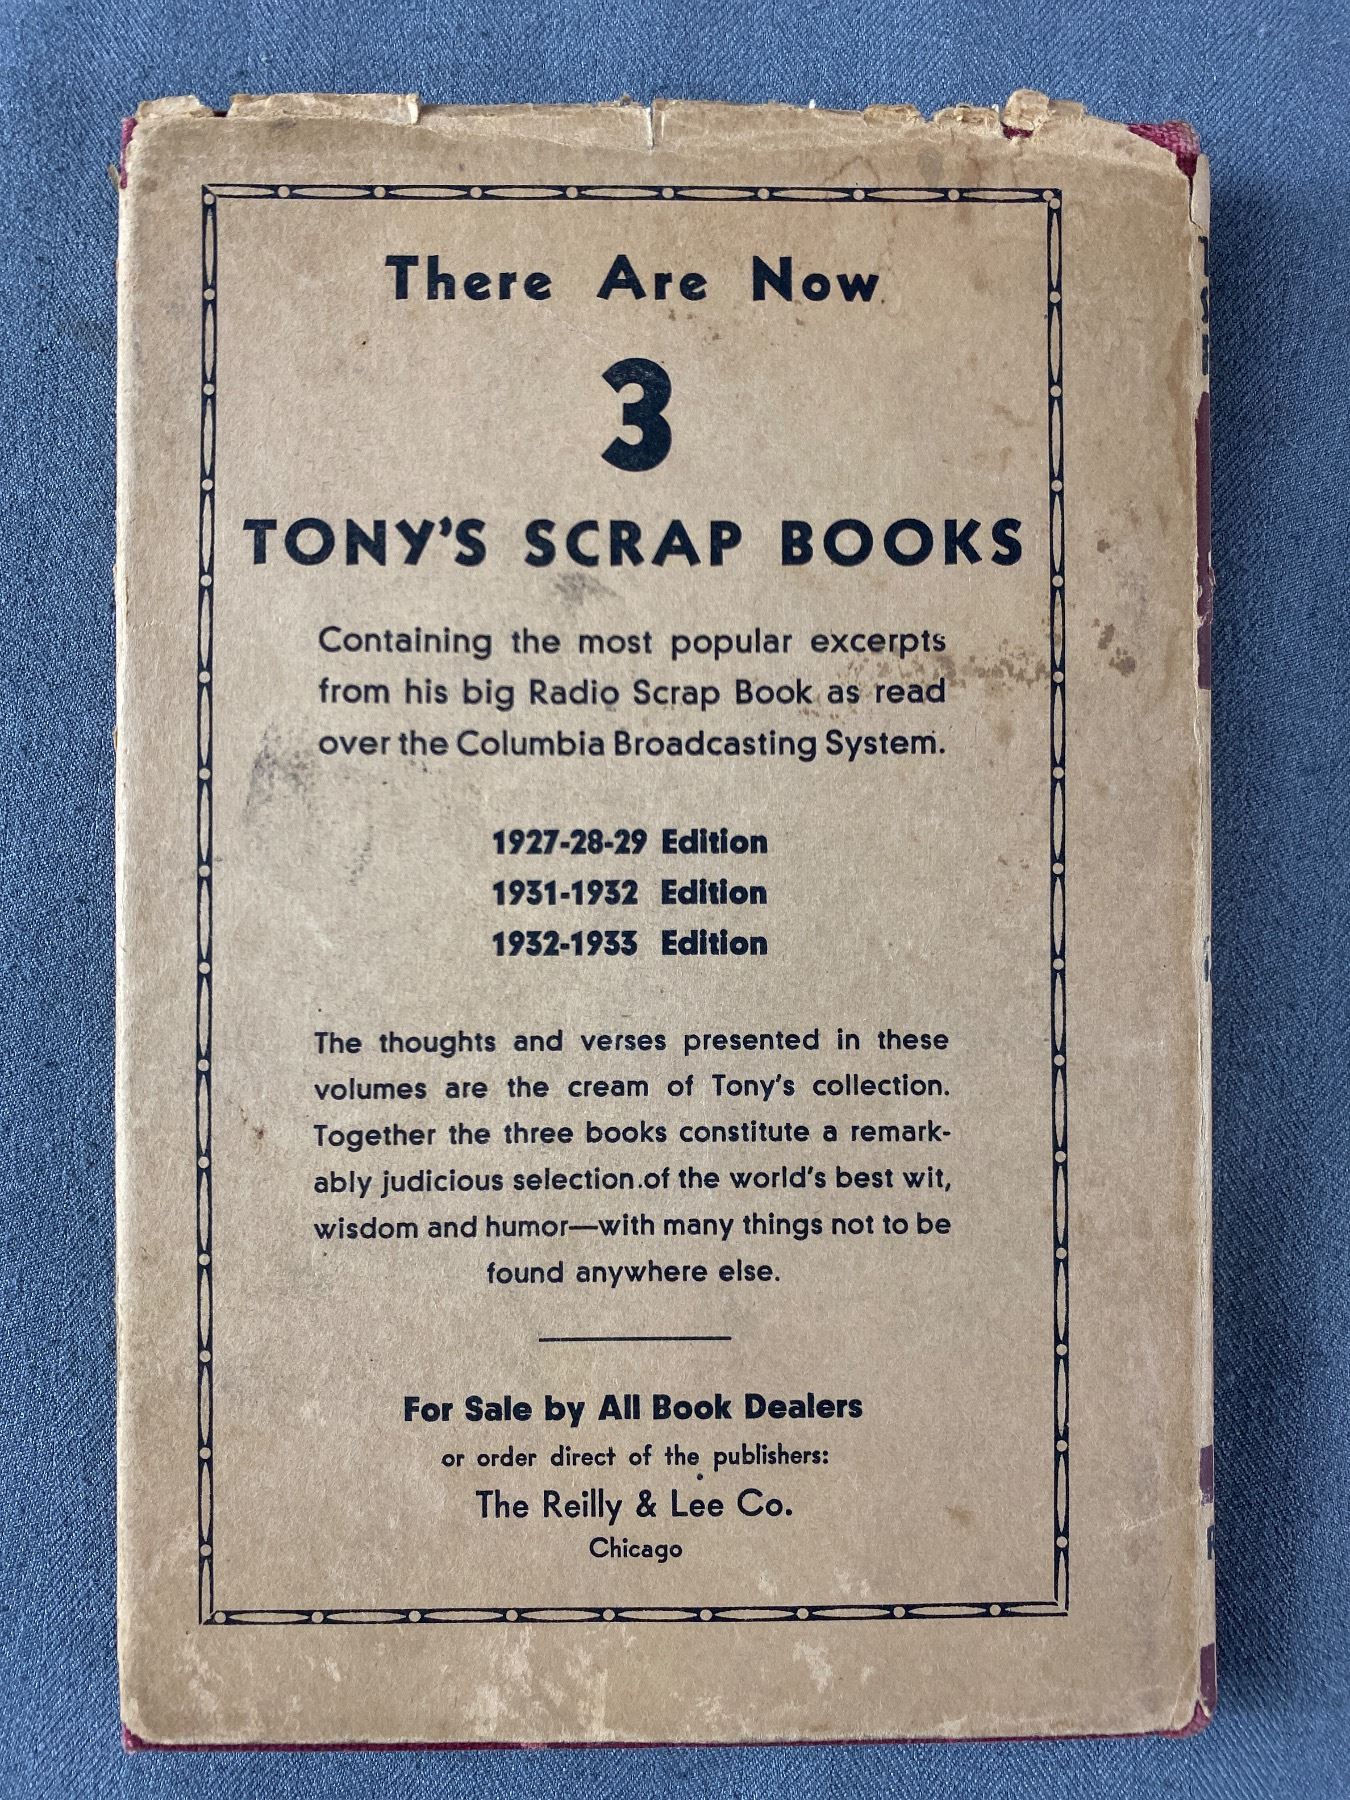 There Are Now
3
TONY'S SCRAP BOOKS
Containing the most popular excerpts
from his big Radio Scrap Book as read
over the Columbia Broadcasting System.
1927-28-29 Edition
1931-1932 Edition
1932-1933 Edition
The thoughts and verses presented in these
volumes are the cream of Tony's collection.
Together the three books constitute a remark-
ably judicious selection of the world's best wit,
wisdom and humor—with many things not to be
found anywhere else.
For Sale by All Book Dealers
or order direct of the publishers:
The Reilly & Lee Co.
Chicago